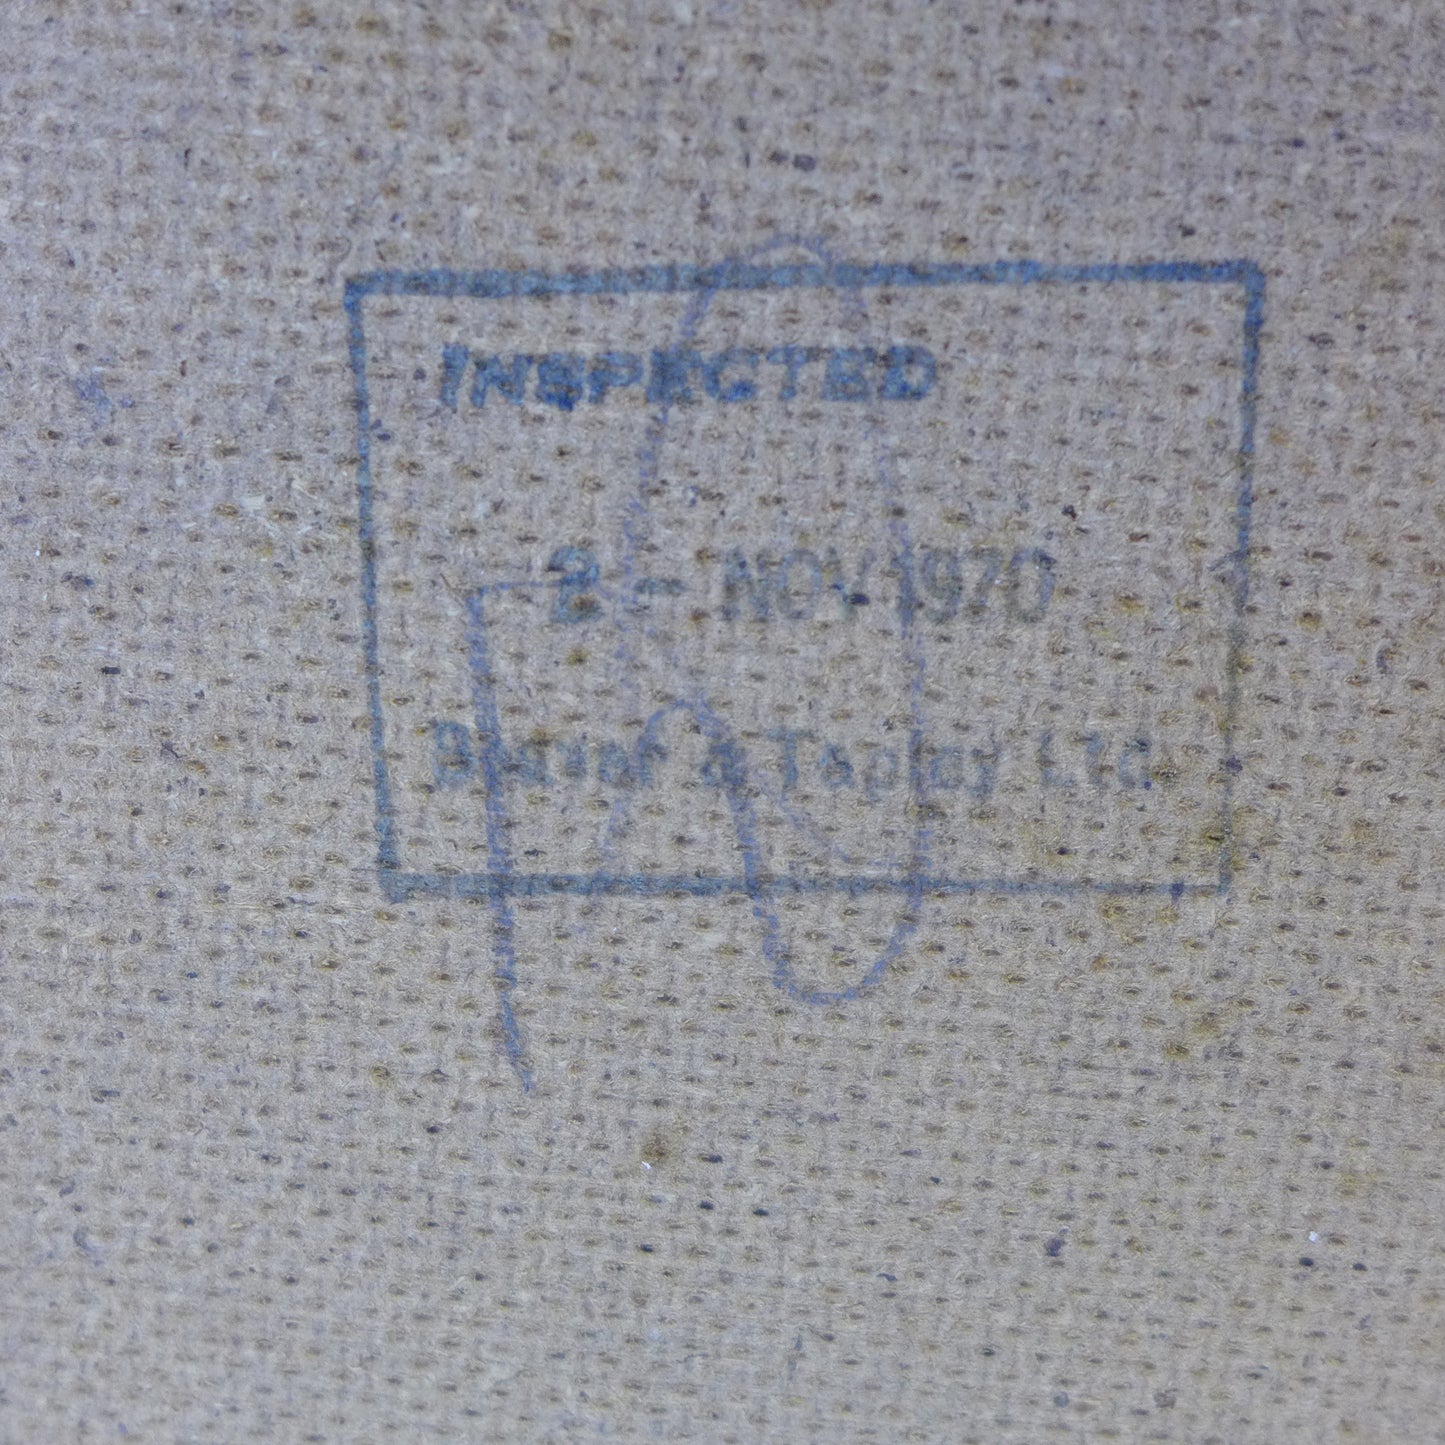 INSPECTED
2 - NOV 1970
Beaver & Tapley LTd.